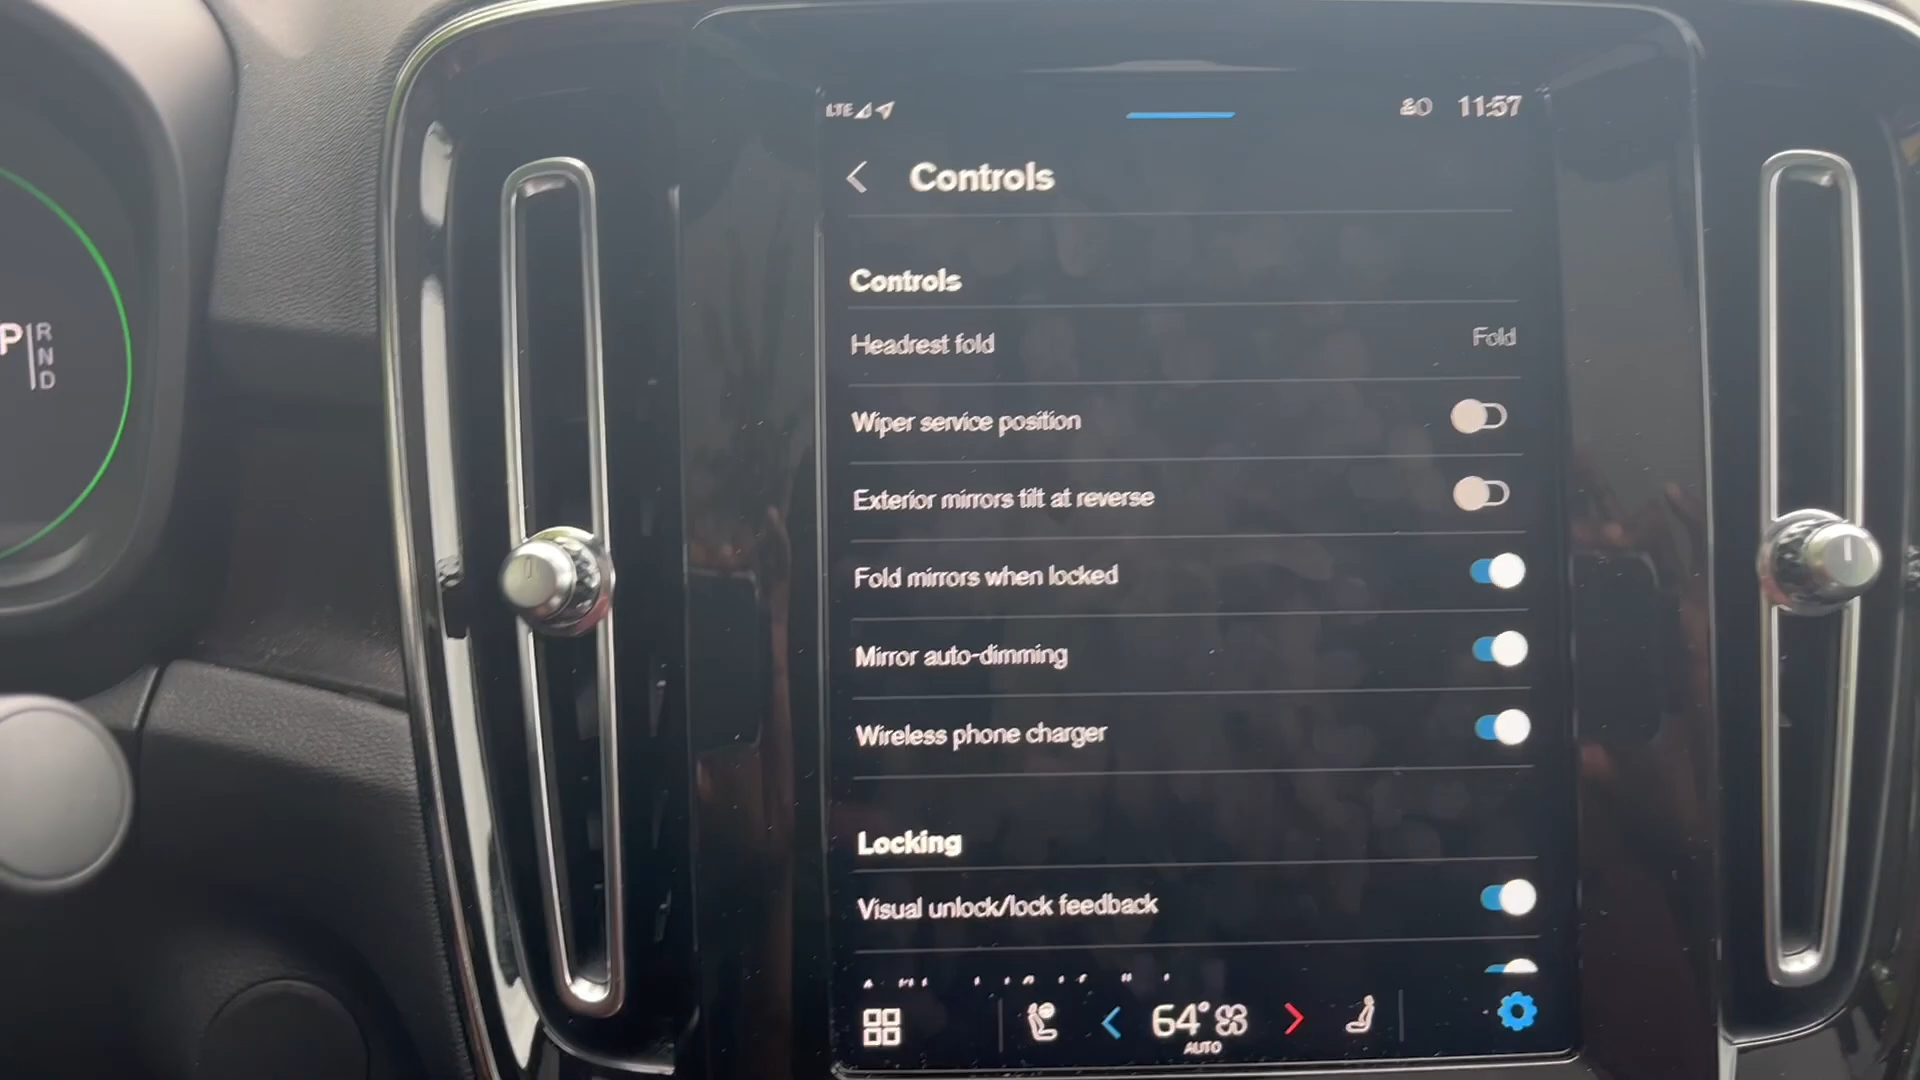 LTE
11:57
Controls
Controls
Headrest fold
Fold
Wiper service position
Exterior mirrors tilt at reverse
Fold mirrors when locked
Mirror auto-dimming
Wireless phone charger
Locking
Visual unlock/lock feedback
64°
AUTO
P
R
N
D